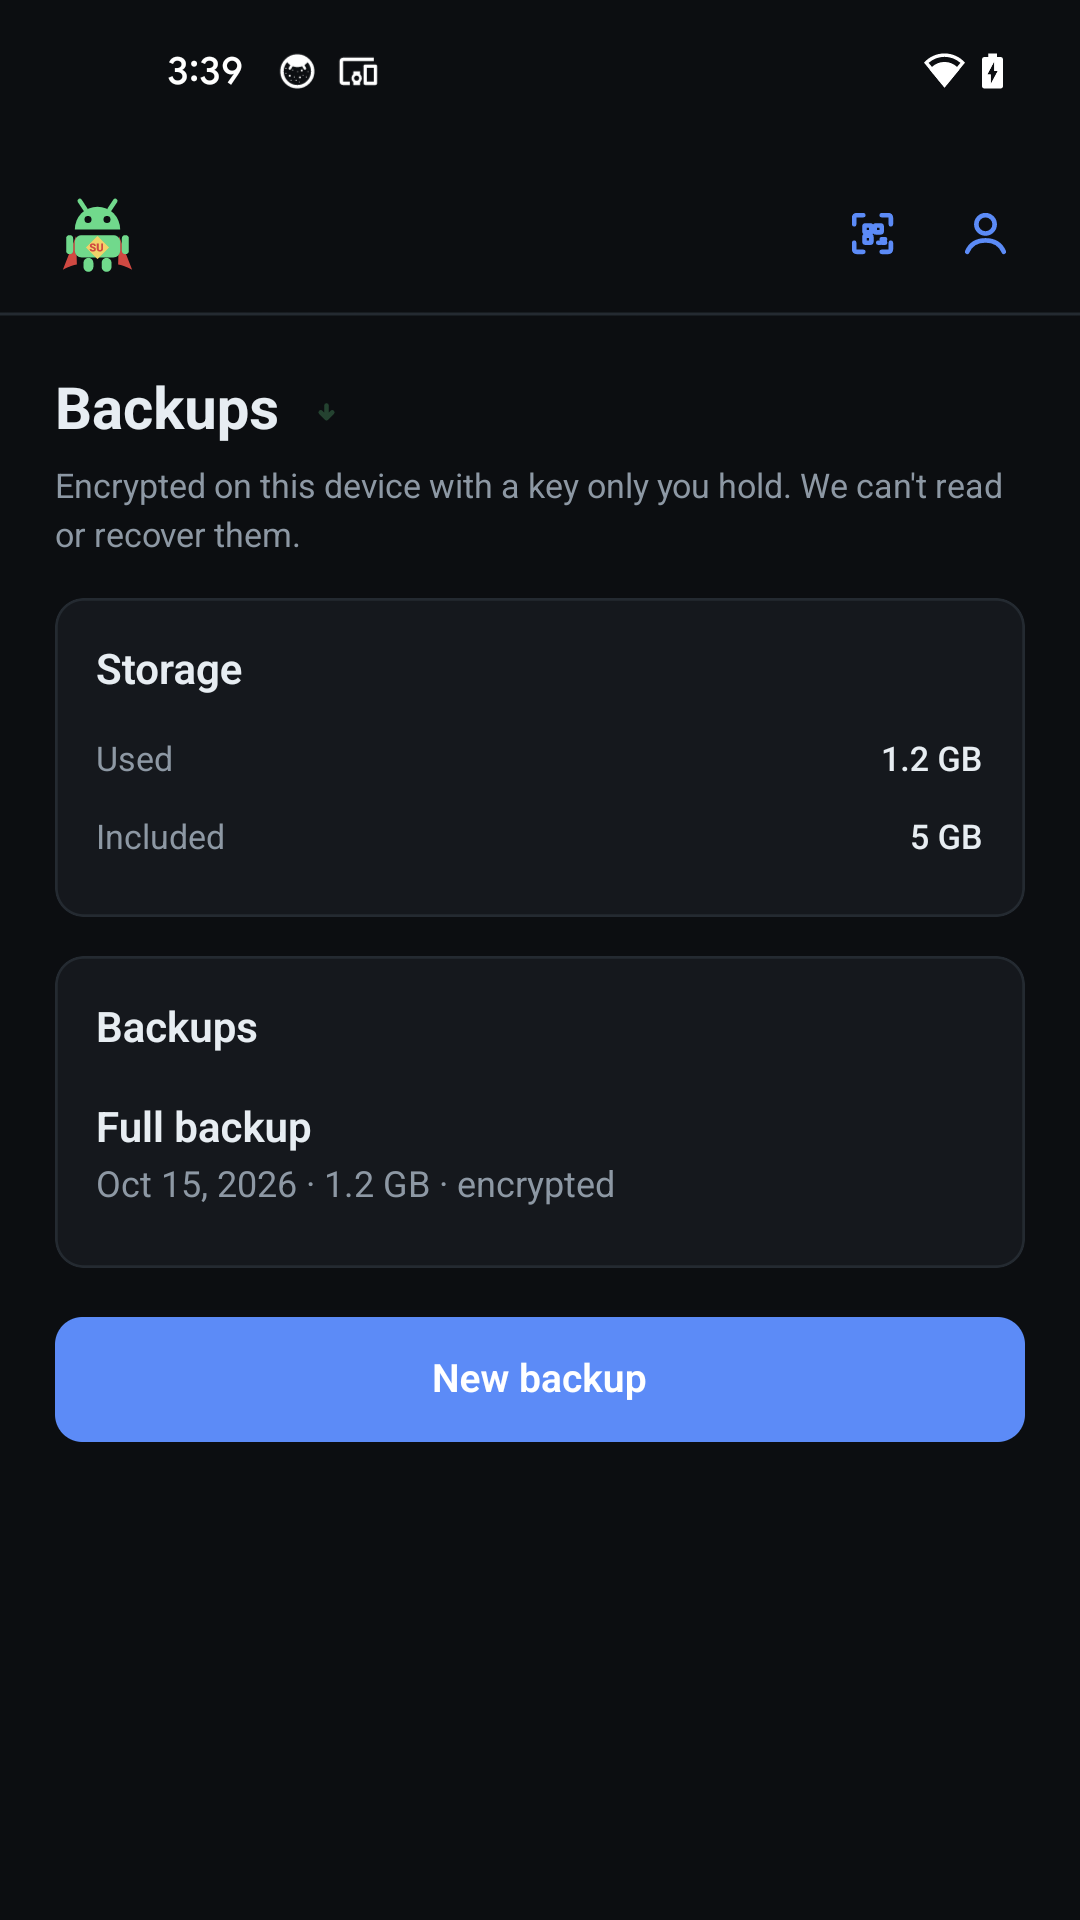 3:39
SU
Backups
Encrypted on this device with a key only you hold. We can't read
or recover them.
Storage
Used 1.2 GB
Included 5 GB
Backups
Full backup
Oct 15, 2026 · 1.2 GB · encrypted
New backup